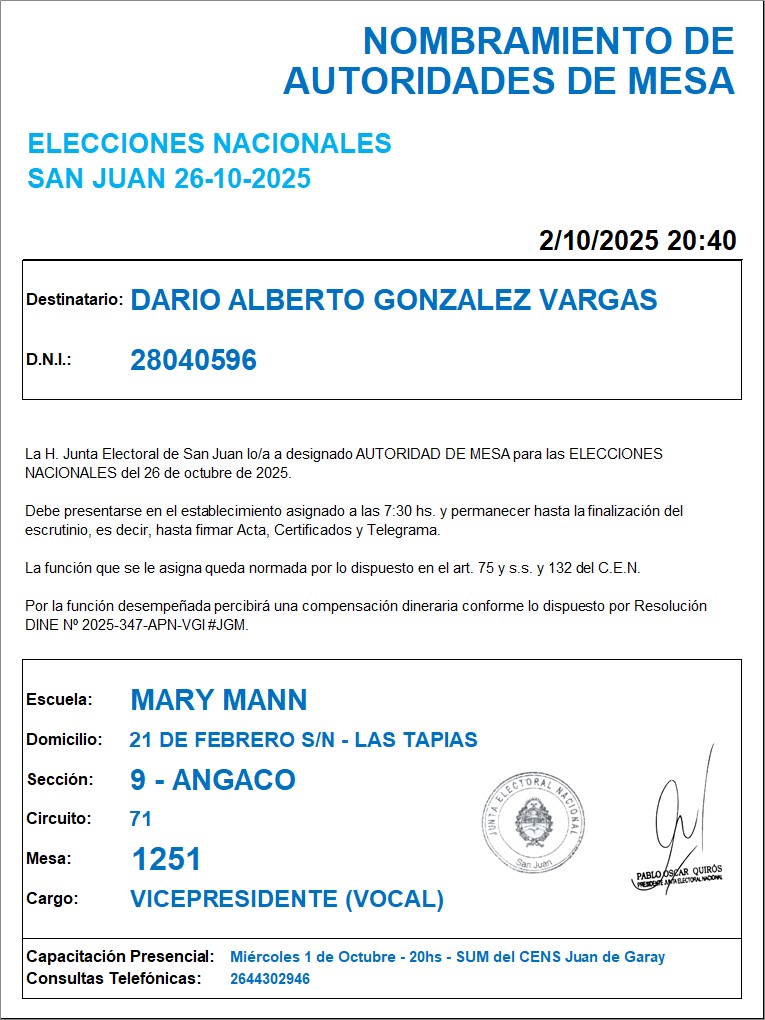 NOMBRAMIENTO DE
AUTORIDADES DE MESA
ELECCIONES NACIONALES
SAN JUAN 26-10-2025
2/10/2025 20:40
Destinatario: DARIO ALBERTO GONZALEZ VARGAS
D.N.I.: 28040596
La H. Junta Electoral de San Juan lo/a a designado AUTORIDAD DE MESA para las ELECCIONES
NACIONALES del 26 de octubre de 2025.
Debe presentarse en el establecimiento asignado a las 7:30 hs. y permanecer hasta la finalización del
escrutinio, es decir, hasta firmar Acta, Certificados y Telegrama.
La función que se le asigna queda normada por lo dispuesto en el art. 75 y s.s. y 132 del C.E.N.
Por la función desempeñada percibirá una compensación dineraria conforme lo dispuesto por Resolución
DINE Nº 2025-347-APN-VGI#JGM.
Escuela: MARY MANN
Domicilio: 21 DE FEBRERO S/N - LAS TAPIAS
Sección: 9 - ANGACO
Circuito: 71
Mesa: 1251
Cargo: VICEPRESIDENTE (VOCAL)
JUNTA ELECTORAL NACIONAL
San Juan
PABLO OSCAR QUIRÓS
PRESIDENTE JUNTA ELECTORAL NACIONAL
Capacitación Presencial: Miércoles 1 de Octubre - 20hs - SUM del CENS Juan de Garay
Consultas Telefónicas: 2644302946